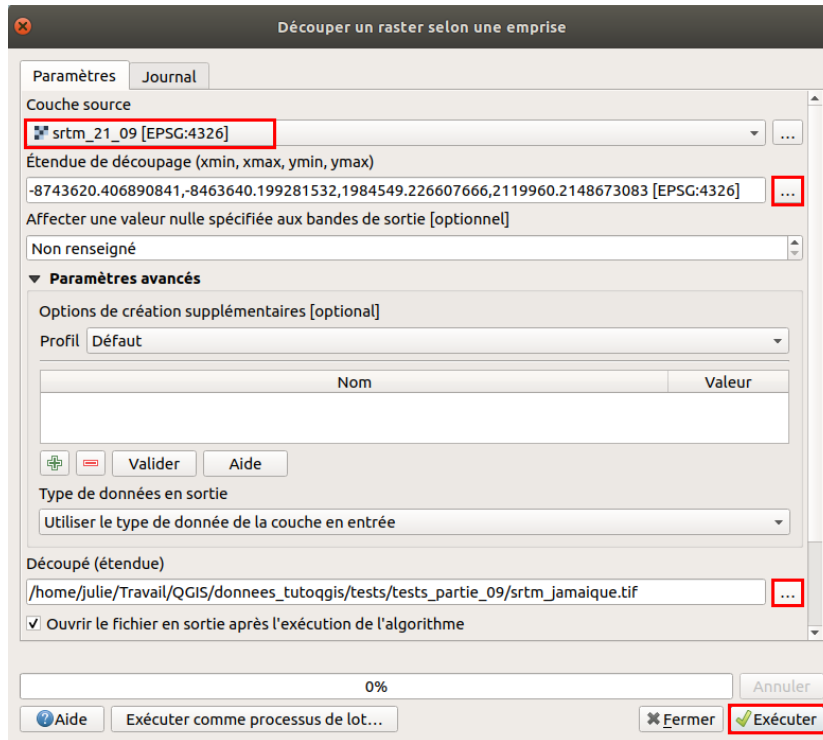 Découper un raster selon une emprise
Paramètres Journal
Couche source
srtm_21_09 [EPSG:4326] ...
Étendue de découpage (xmin, xmax, ymin, ymax)
-8743620.406890841,-8463640.199281532,1984549.226607666,2119960.2148673083 [EPSG:4326] ...
Affecter une valeur nulle spécifiée aux bandes de sortie [optionnel]
Non renseigné
Paramètres avancés
Options de création supplémentaires [optional]
Profil Défaut
Nom Valeur
Valider Aide
Type de données en sortie
Utiliser le type de donnée de la couche en entrée
Découpé (étendue)
/home/julie/Travail/QGIS/donnees_tutoqgis/tests/tests_partie_09/srtm_jamaique.tif ...
Ouvrir le fichier en sortie après l'exécution de l'algorithme
0% Annuler
Aide Exécuter comme processus de lot... Fermer Exécuter